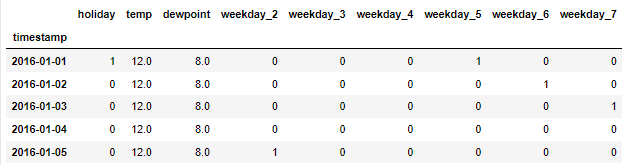 holiday temp dewpoint weekday_2 weekday_3 weekday_4 weekday_5 weekday_6 weekday_7
timestamp
2016-01-01 1 12.0 8.0 0 0 0 1 0 0
2016-01-02 0 12.0 8.0 0 0 0 0 1 0
2016-01-03 0 12.0 8.0 0 0 0 0 0 1
2016-01-04 0 12.0 8.0 0 0 0 0 0 0
2016-01-05 0 12.0 8.0 1 0 0 0 0 0